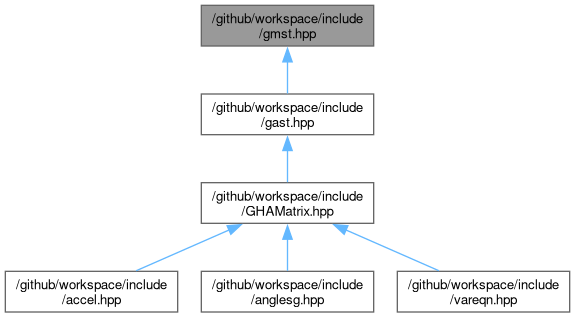 /github/workspace/include
/gmst.hpp
/github/workspace/include
/gast.hpp
/github/workspace/include
/GHAMatrix.hpp
/github/workspace/include
/accel.hpp
/github/workspace/include
/anglesg.hpp
/github/workspace/include
/vareqn.hpp